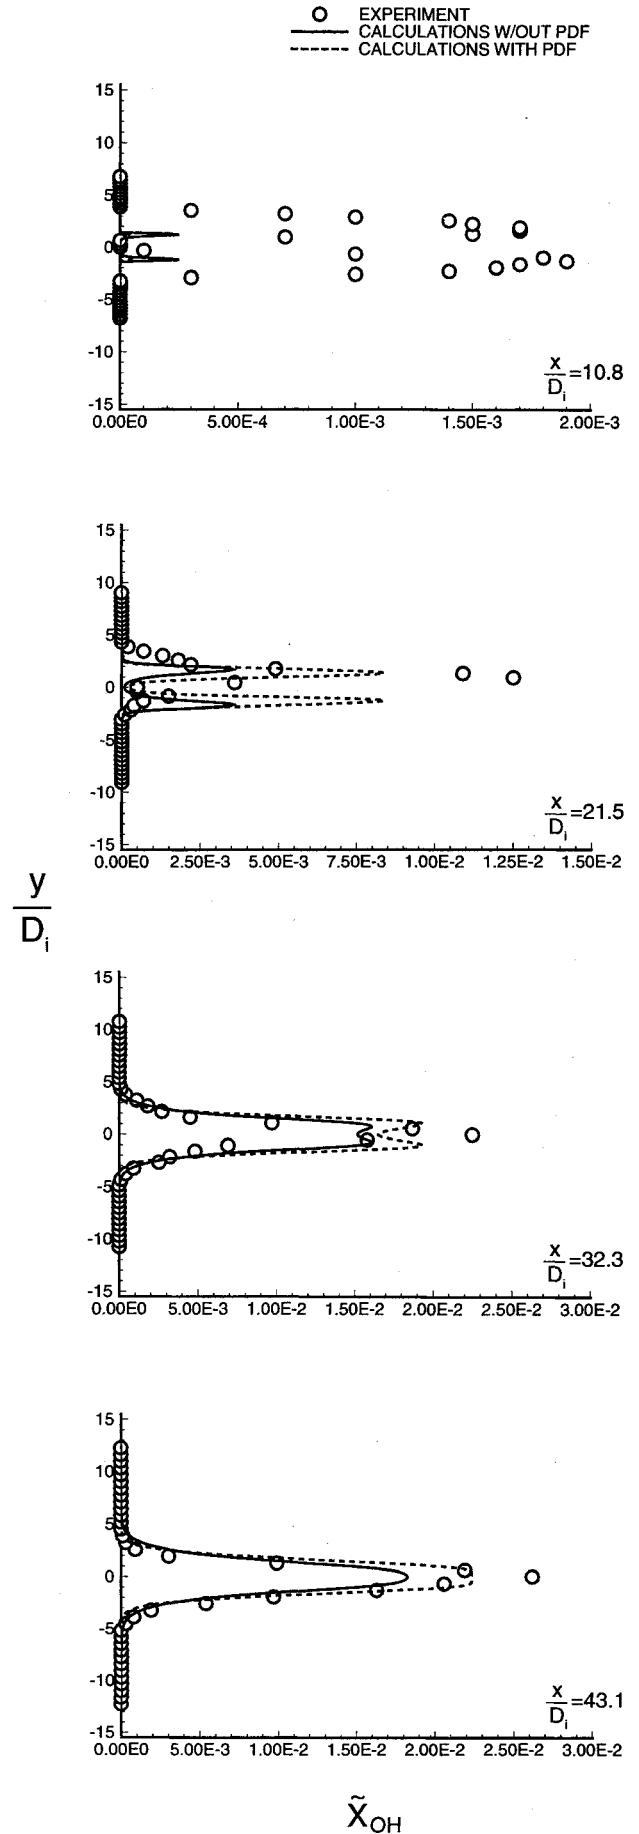 EXPERIMENT
CALCULATIONS W/OUT PDF
CALCULATIONS WITH PDF
15
10
5
0
-5
-10
-15
x/D_i=10.8
0.00E0 5.00E-4 1.00E-3 1.50E-3 2.00E-3
15
10
5
0
-5
-10
-15
x/D_i=21.5
0.00E0 2.50E-3 5.00E-3 7.50E-3 1.00E-2 1.25E-2 1.50E-2
y/D_i
15
10
5
0
-5
-10
-15
x/D_i=32.3
0.00E0 5.00E-3 1.00E-2 1.50E-2 2.00E-2 2.50E-2 3.00E-2
15
10
5
0
-5
-10
-15
x/D_i=43.1
0.00E0 5.00E-3 1.00E-2 1.50E-2 2.00E-2 2.50E-2 3.00E-2
X̃_OH